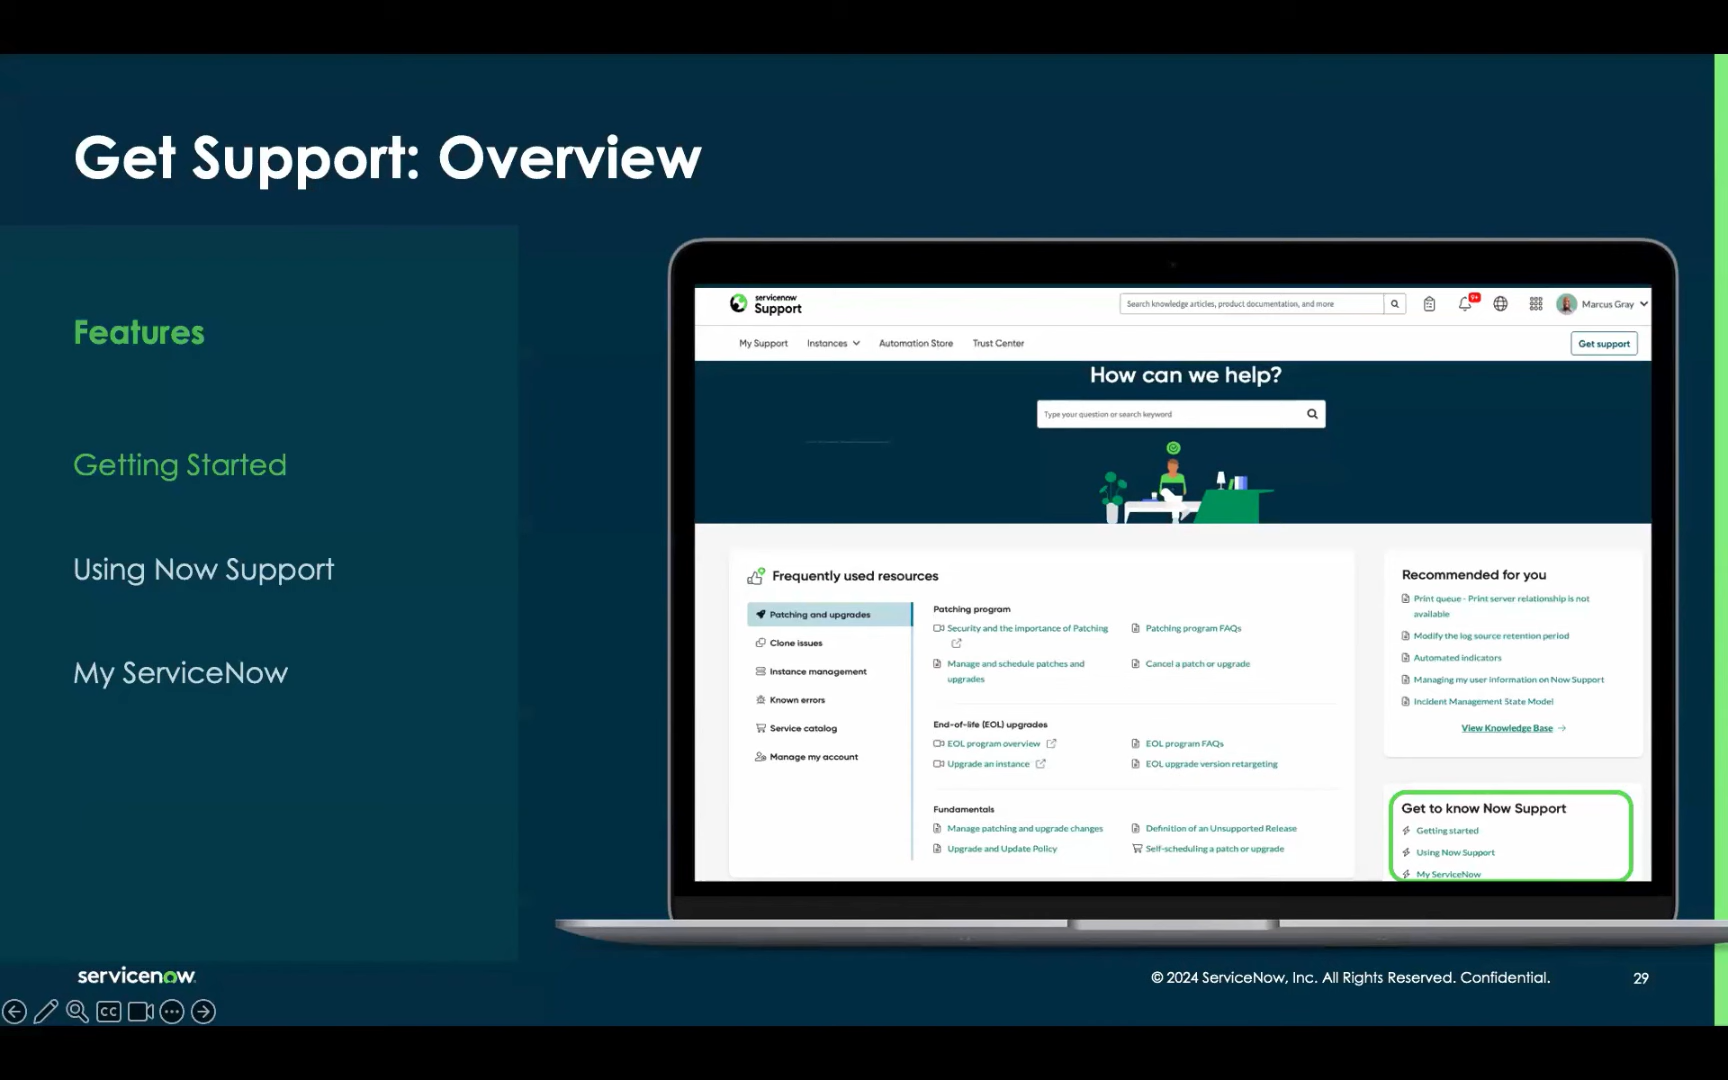 Get Support: Overview
Features
Getting Started
Using Now Support
My ServiceNow
servicenow
Support
Search knowledge articles, product documentation, and more
9+
Marcus Gray
My Support
Instances
Automation Store
Trust Center
Get support
How can we help?
Type your question or search keyword
Frequently used resources
Patching and upgrades
Clone issues
Instance management
Known errors
Service catalog
Manage my account
Patching program
Security and the importance of Patching
Patching program FAQs
Manage and schedule patches and
upgrades
Cancel a patch or upgrade
End-of-life (EOL) upgrades
EOL program overview
EOL program FAQs
Upgrade an instance
EOL upgrade version retargeting
Fundamentals
Manage patching and upgrade changes
Definition of an Unsupported Release
Upgrade and Update Policy
Self-scheduling a patch or upgrade
Recommended for you
Print queue - Print server relationship is not
available
Modify the log source retention period
Automated indicators
Managing my user information on Now Support
Incident Management State Model
View Knowledge Base
Get to know Now Support
Getting started
Using Now Support
My ServiceNow
servicenow
© 2024 ServiceNow, Inc. All Rights Reserved. Confidential.
29
CC